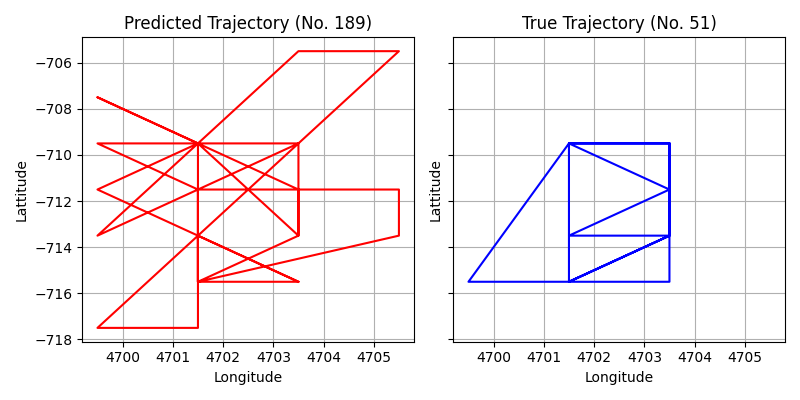 Predicted Trajectory (No. 189)
True Trajectory (No. 51)
Lattitude
−706
−708
−710
−712
−714
−716
−718
4700 4701 4702 4703 4704 4705
Longitude
Lattitude
4700 4701 4702 4703 4704 4705
Longitude